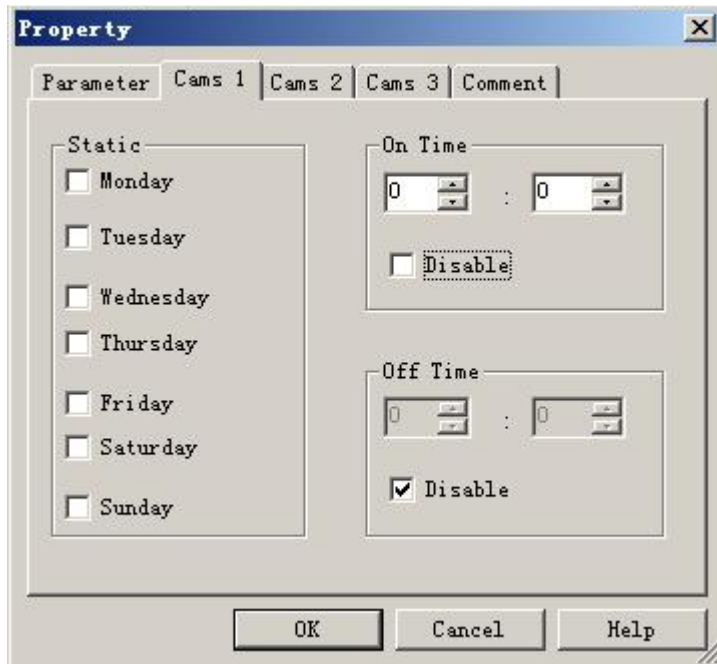 Property
Parameter Cams 1 Cams 2 Cams 3 Comment
Static
Monday
Tuesday
Wednesday
Thursday
Friday
Saturday
Sunday
On Time
0 : 0
Disable
Off Time
0 : 0
Disable
OK Cancel Help